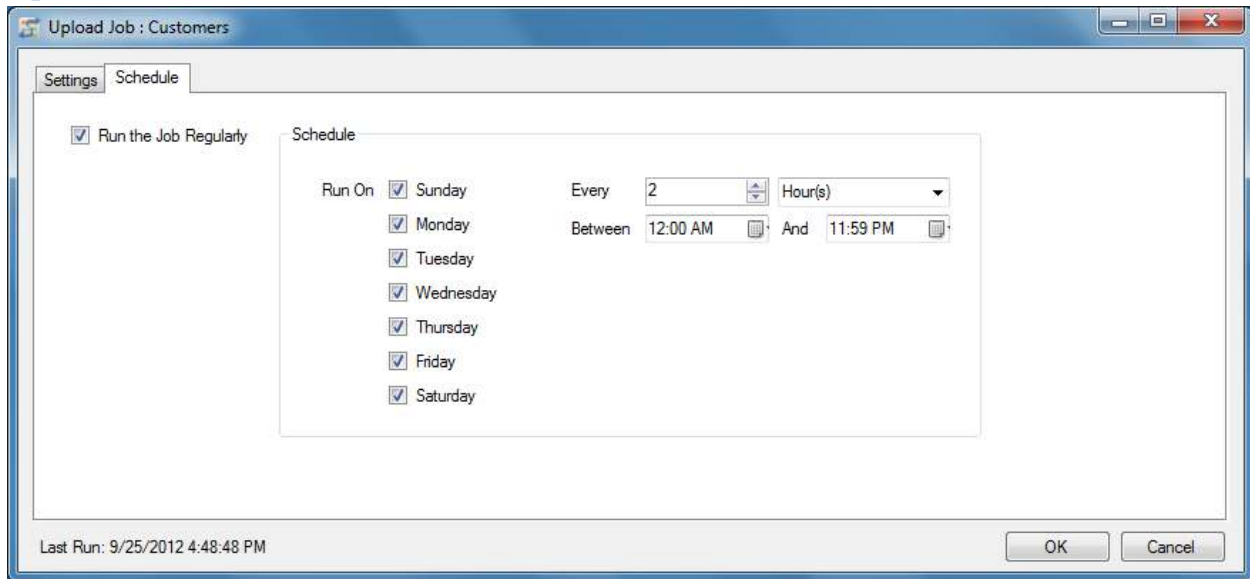 Upload Job : Customers
Settings Schedule
Run the Job Regularly
Schedule
Run On Sunday Every 2 Hour(s)
Monday Between 12:00 AM And 11:59 PM
Tuesday
Wednesday
Thursday
Friday
Saturday
Last Run: 9/25/2012 4:48:48 PM OK Cancel